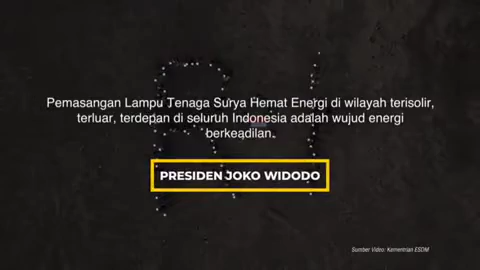 Pemasangan Lampu Tenaga Surya Hemat Energi di wilayah terisolir,
terluar, terdepan di seluruh Indonesia adalah wujud energi
berkeadilan.
PRESIDEN JOKO WIDODO
Sumber Video: Kementrian ESDM